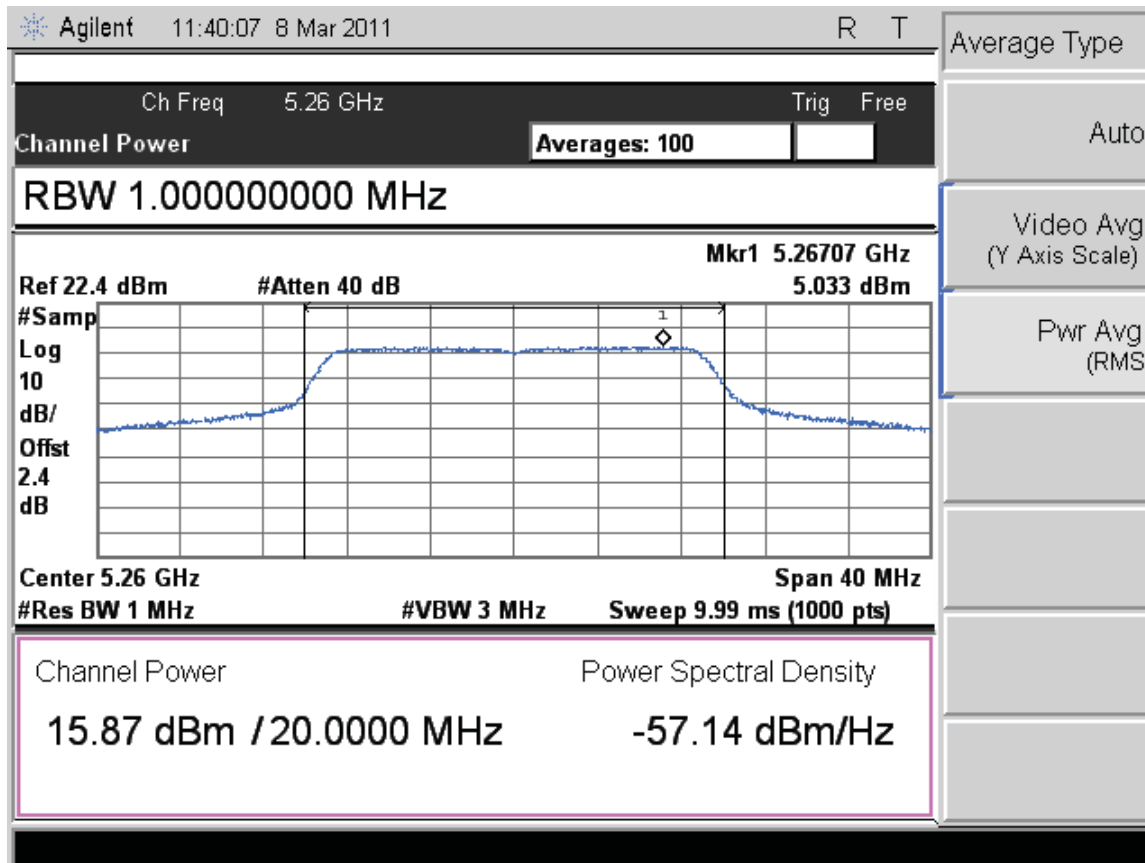 Agilent 11:40:07 8 Mar 2011 R T
Average Type
Ch Freq 5.26 GHz Trig Free
Channel Power Averages: 100
Auto
RBW 1.000000000 MHz
Video Avg
(Y Axis Scale)
Mkr1 5.26707 GHz
Ref 22.4 dBm #Atten 40 dB 5.033 dBm
#Samp
1
Log
10
dB/
Offst
2.4
dB
Pwr Avg
(RMS
Center 5.26 GHz Span 40 MHz
#Res BW 1 MHz #VBW 3 MHz Sweep 9.99 ms (1000 pts)
Channel Power Power Spectral Density
15.87 dBm / 20.0000 MHz -57.14 dBm/Hz